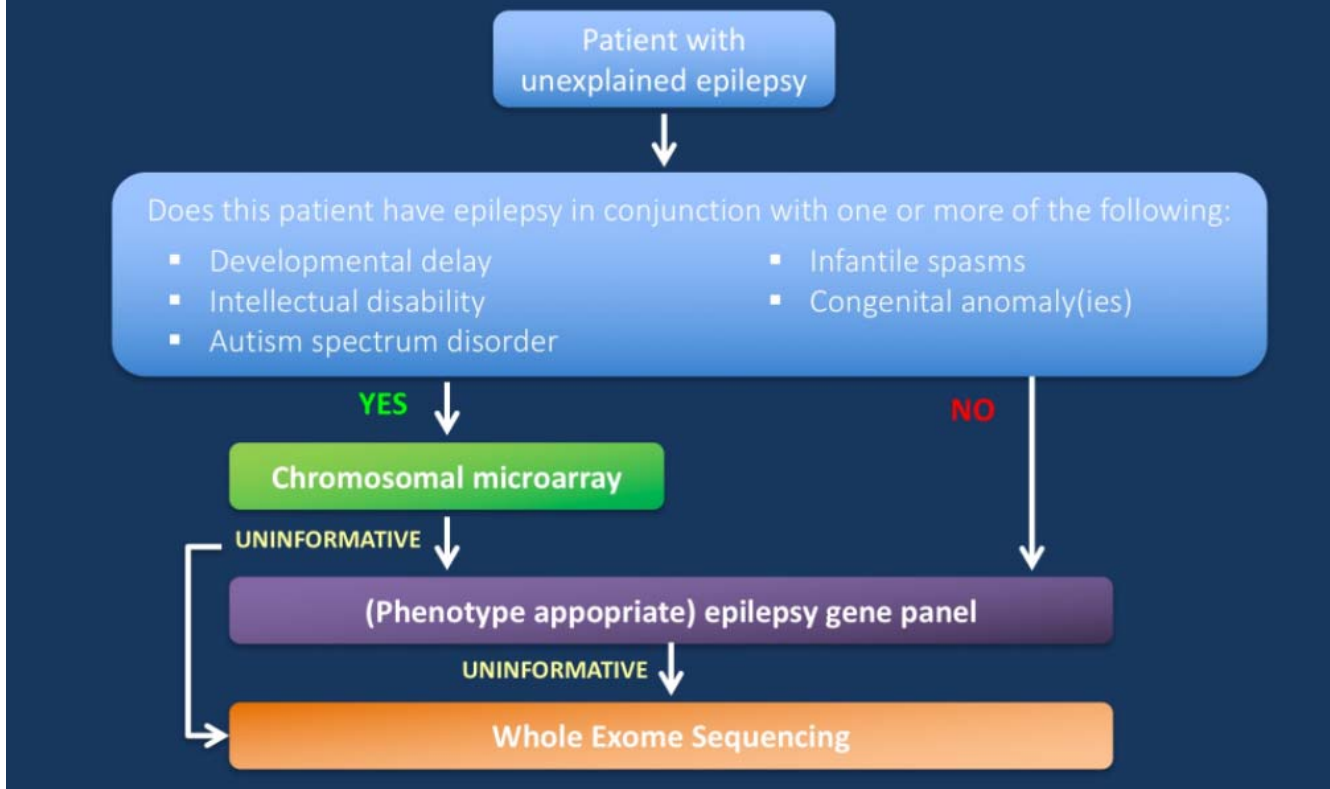 Patient with
unexplained epilepsy
Does this patient have epilepsy in conjunction with one or more of the following:
▪ Developmental delay
▪ Intellectual disability
▪ Autism spectrum disorder
▪ Infantile spasms
▪ Congenital anomaly(ies)
YES
NO
Chromosomal microarray
UNINFORMATIVE
(Phenotype appopriate) epilepsy gene panel
UNINFORMATIVE
Whole Exome Sequencing